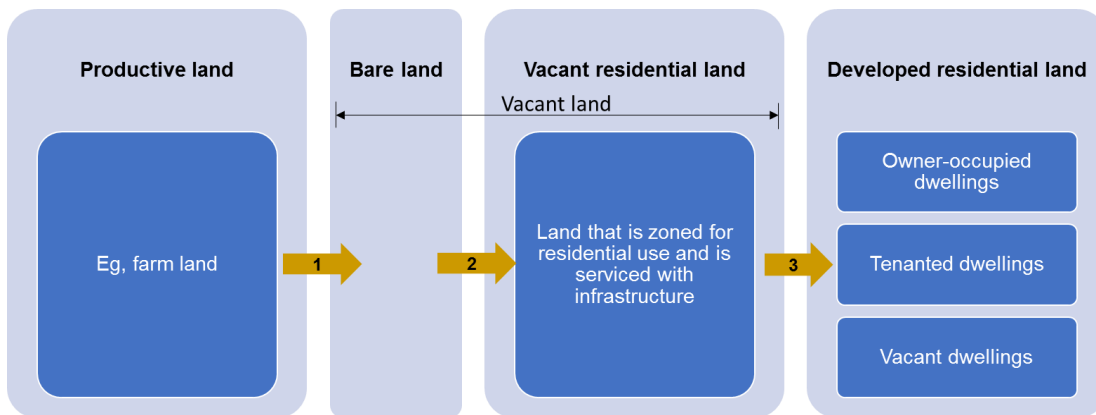 Productive land
Bare land
Vacant residential land
Developed residential land
Vacant land
Eg, farm land
1
2
Land that is zoned for
residential use and is
serviced with
infrastructure
3
Owner-occupied
dwellings
Tenanted dwellings
Vacant dwellings